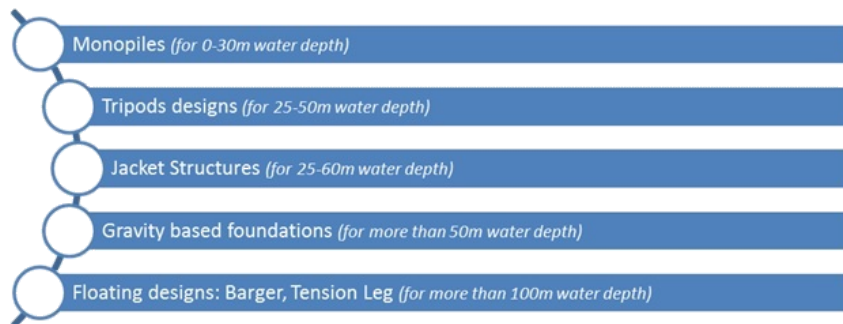 Monopiles (for 0-30m water depth)
Tripods designs (for 25-50m water depth)
Jacket Structures (for 25-60m water depth)
Gravity based foundations (for more than 50m water depth)
Floating designs: Barger, Tension Leg (for more than 100m water depth)